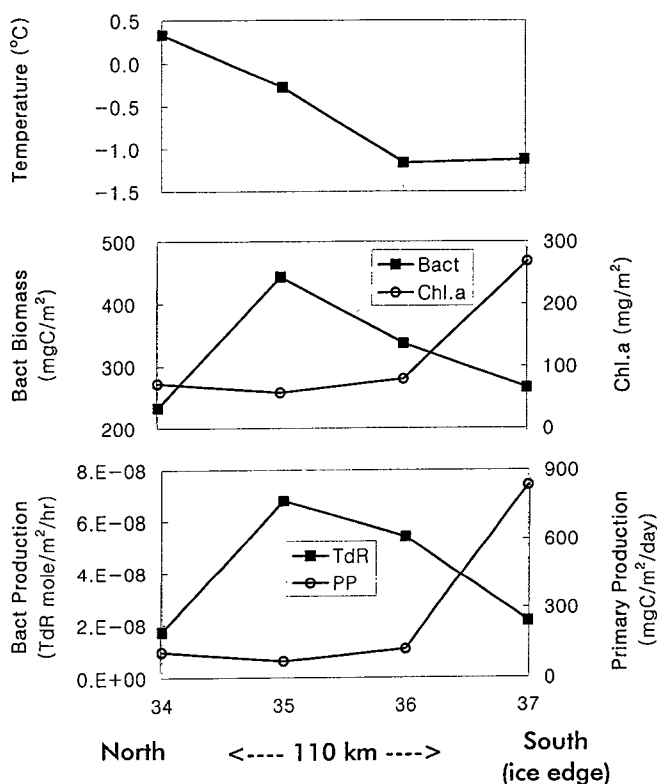 Temperature (°C)
0.5
0.0
-0.5
-1.0
-1.5
Bact Biomass
(mgC/m²)
500
400
300
200
Bact
Chl.a
300
200
100
0
Chl.a (mg/m²)
Bact Production
(TdR mole/m²/hr)
8.E-08
6.E-08
4.E-08
2.E-08
0.E+00
TdR
PP
900
600
300
0
Primary Production
(mgC/m²/day)
34 35 36 37
North <---- 110 km ----> South
(ice edge)